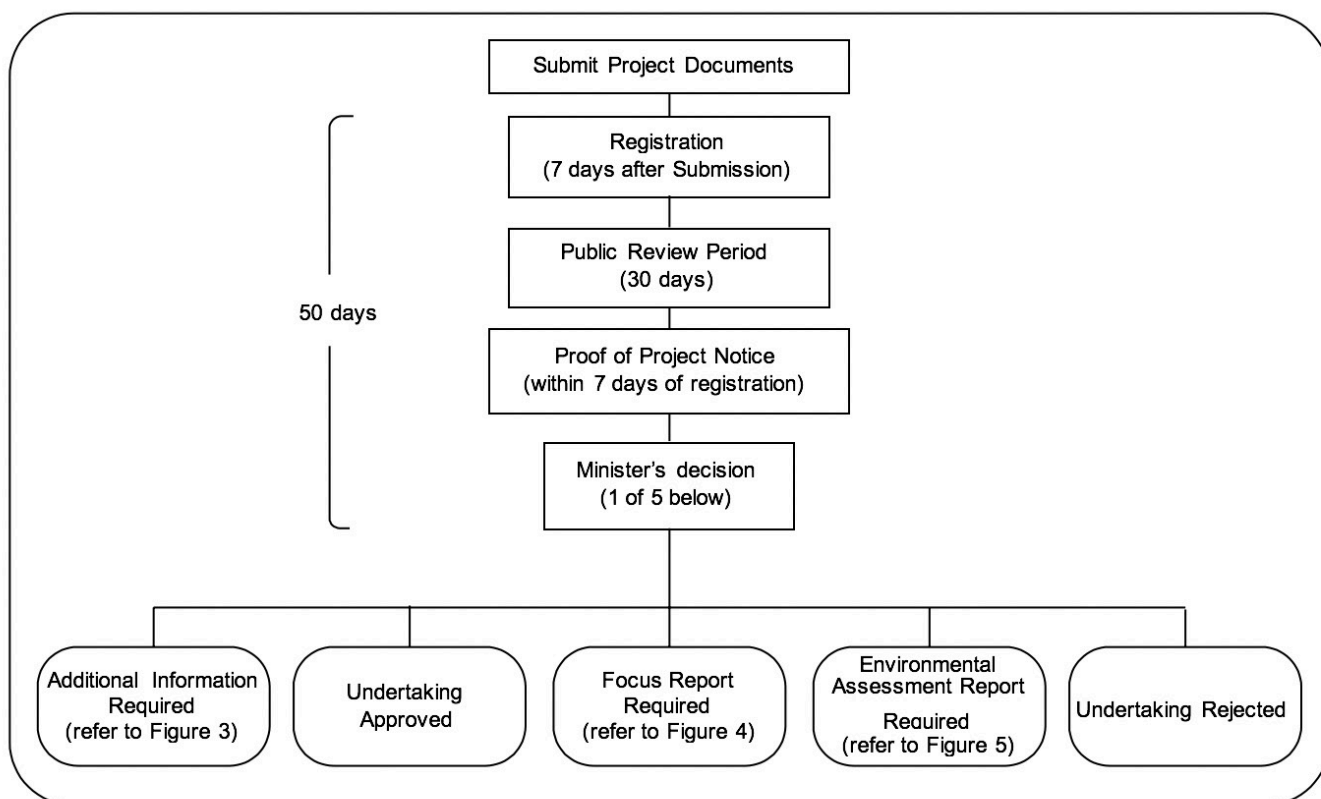 Submit Project Documents
Registration
(7 days after Submission)
Public Review Period
(30 days)
50 days
Proof of Project Notice
(within 7 days of registration)
Minister's decision
(1 of 5 below)
Additional Information
Required
(refer to Figure 3)
Undertaking
Approved
Focus Report
Required
(refer to Figure 4)
Environmental
Assessment Report
Required
(refer to Figure 5)
Undertaking Rejected